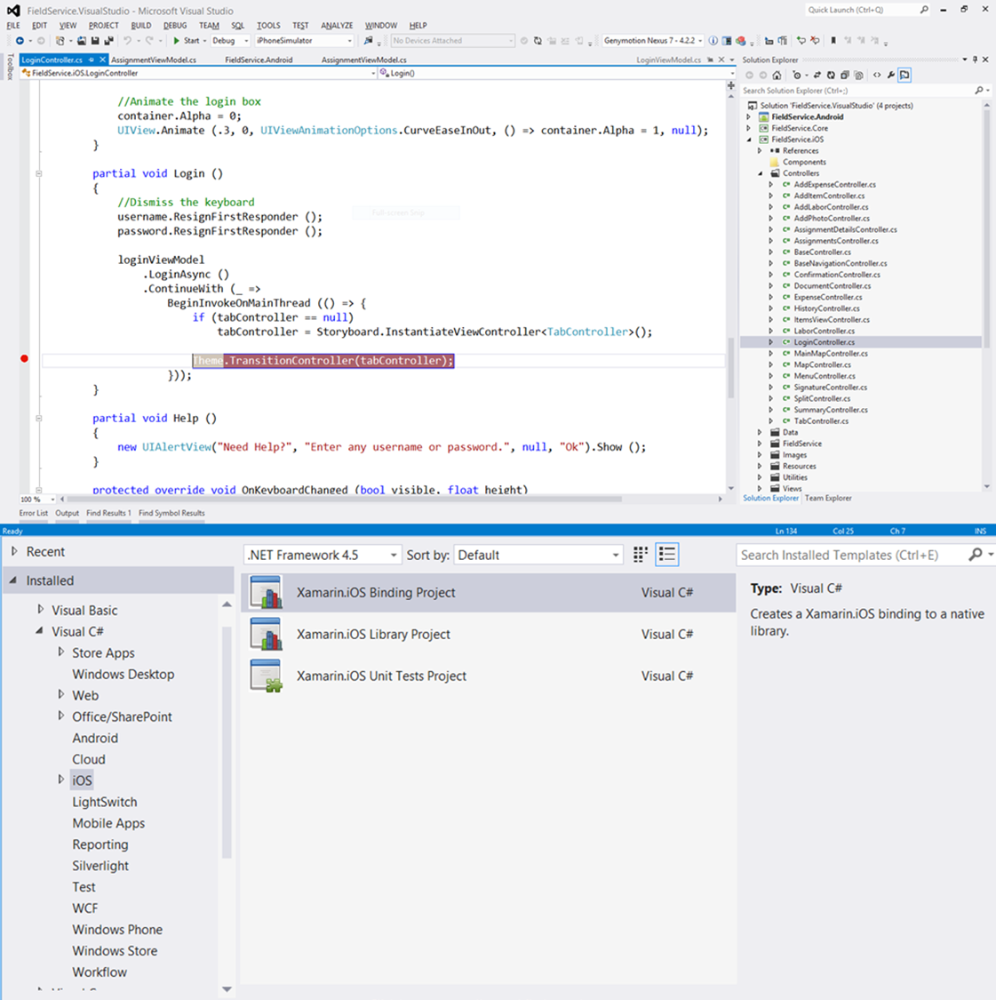 FieldService.VisualStudio - Microsoft Visual Studio
Quick Launch (Ctrl+Q)
FILE EDIT VIEW PROJECT BUILD DEBUG TEAM SQL TOOLS TEST ANALYZE WINDOW HELP
Start Debug iPhoneSimulator No Devices Attached Genymotion Nexus 7 - 4.2.2
Toolbox
LoginController.cs AssignmentViewModel.cs FieldService.Android AssignmentViewModel.cs LoginViewModel.cs
FieldService.iOS.LoginController Login()
//Animate the login box
container.Alpha = 0;
UIView.Animate (.3, 0, UIViewAnimationOptions.CurveEaseInOut, () => container.Alpha = 1, null);
}
partial void Login ()
{
//Dismiss the keyboard
username.ResignFirstResponder ();
password.ResignFirstResponder ();
Full-screen Snip
loginViewModel
.LoginAsync ()
.ContinueWith (_ =>
BeginInvokeOnMainThread (() => {
if (tabController == null)
tabController = Storyboard.InstantiateViewController<TabController>();
Theme.TransitionController(tabController);
}));
}
partial void Help ()
{
new UIAlertView("Need Help?", "Enter any username or password.", null, "Ok").Show ();
}
protected override void OnKeyboardChanged (bool visible, float height)
100 %
Error List Output Find Results 1 Find Symbol Results
Solution Explorer
Search Solution Explorer (Ctrl+;)
Solution 'FieldService.VisualStudio' (4 projects)
FieldService.Android
FieldService.Core
FieldService.iOS
References
Components
Controllers
AddExpenseController.cs
AddItemController.cs
AddLaborController.cs
AddPhotoController.cs
AssignmentDetailsController.cs
AssignmentsController.cs
BaseController.cs
BaseNavigationController.cs
ConfirmationController.cs
DocumentController.cs
ExpenseController.cs
HistoryController.cs
ItemsViewController.cs
LaborController.cs
LoginController.cs
MainMapController.cs
MapController.cs
MenuController.cs
SignatureController.cs
SplitController.cs
SummaryController.cs
TabController.cs
Data
FieldService
Images
Resources
Utilities
Views
Solution Explorer Team Explorer
Ready Ln 134 Col 25 Ch 7 INS
Recent
Installed
Visual Basic
Visual C#
Store Apps
Windows Desktop
Web
Office/SharePoint
Android
Cloud
iOS
LightSwitch
Mobile Apps
Reporting
Silverlight
Test
WCF
Windows Phone
Windows Store
Workflow
.NET Framework 4.5 Sort by: Default
Xamarin.iOS Binding Project Visual C#
Xamarin.iOS Library Project Visual C#
Xamarin.iOS Unit Tests Project Visual C#
Search Installed Templates (Ctrl+E)
Type: Visual C#
Creates a Xamarin.iOS binding to a native
library.